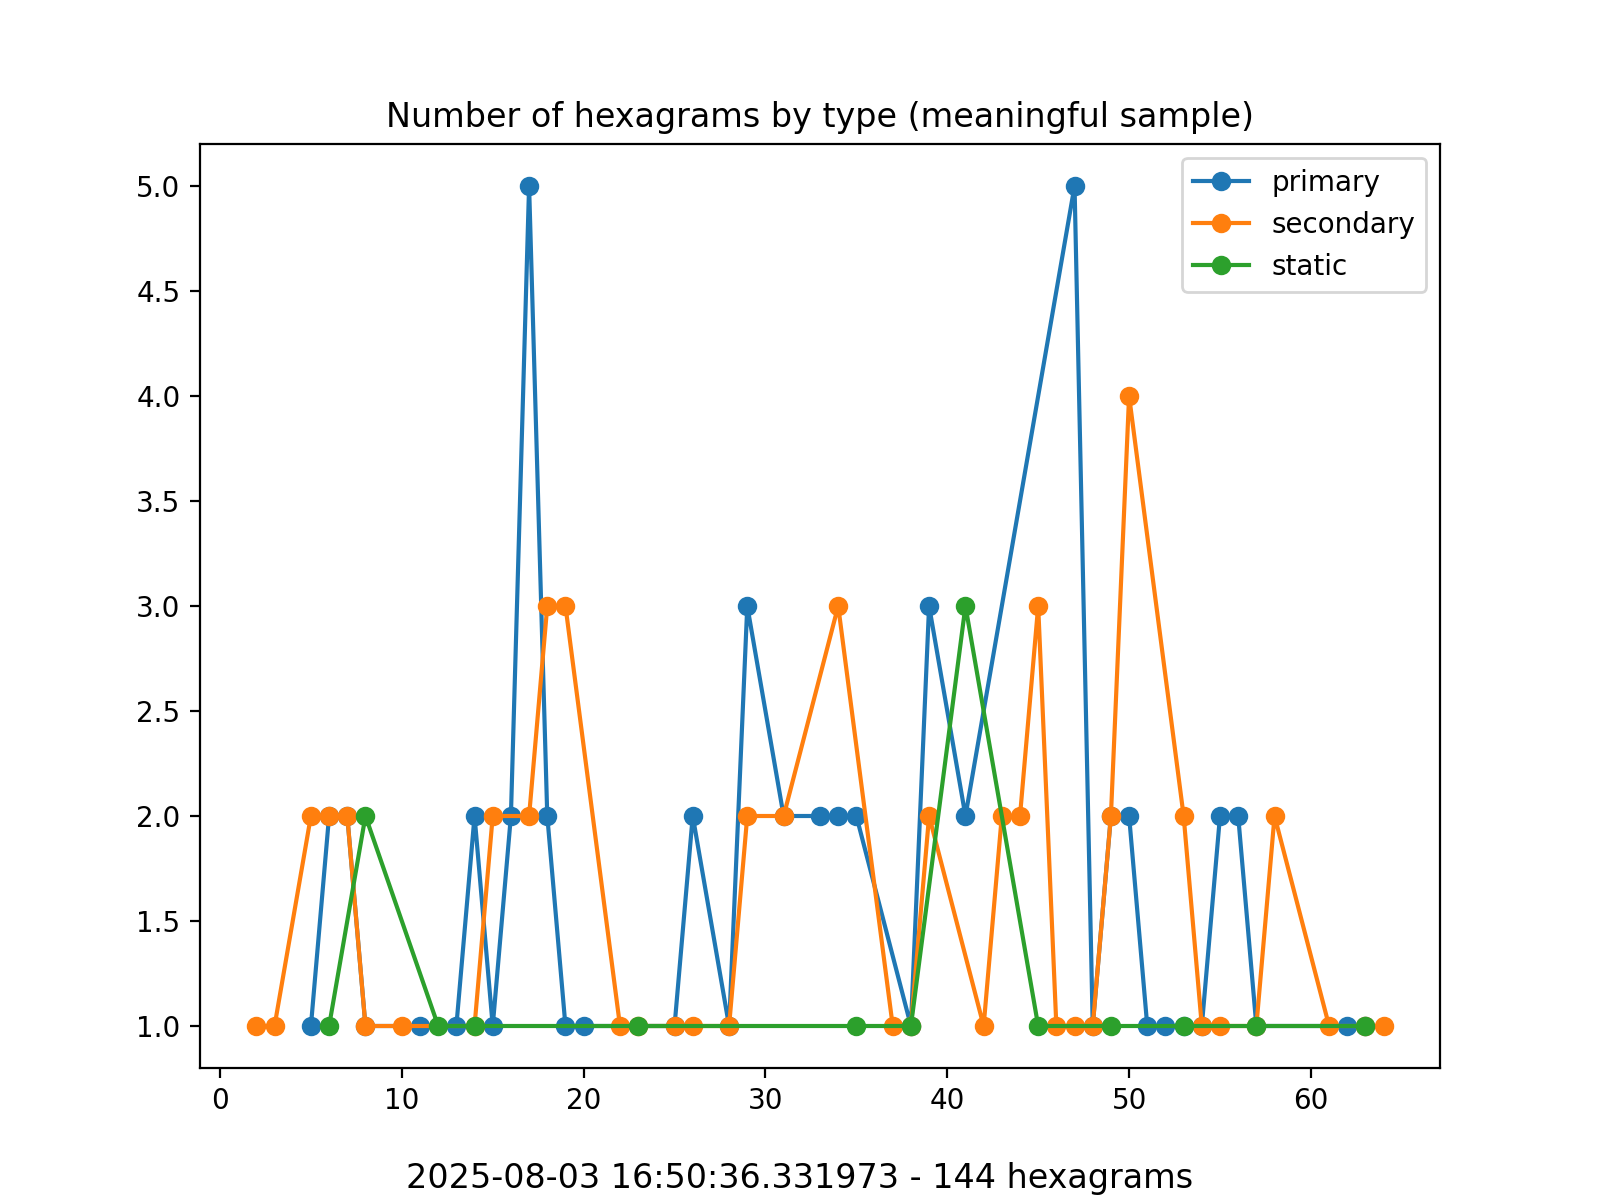 Number of hexagrams by type (meaningful sample)
5.0
4.5
4.0
3.5
3.0
2.5
2.0
1.5
1.0
primary
secondary
static
0 10 20 30 40 50 60
2025-08-03 16:50:36.331973 - 144 hexagrams